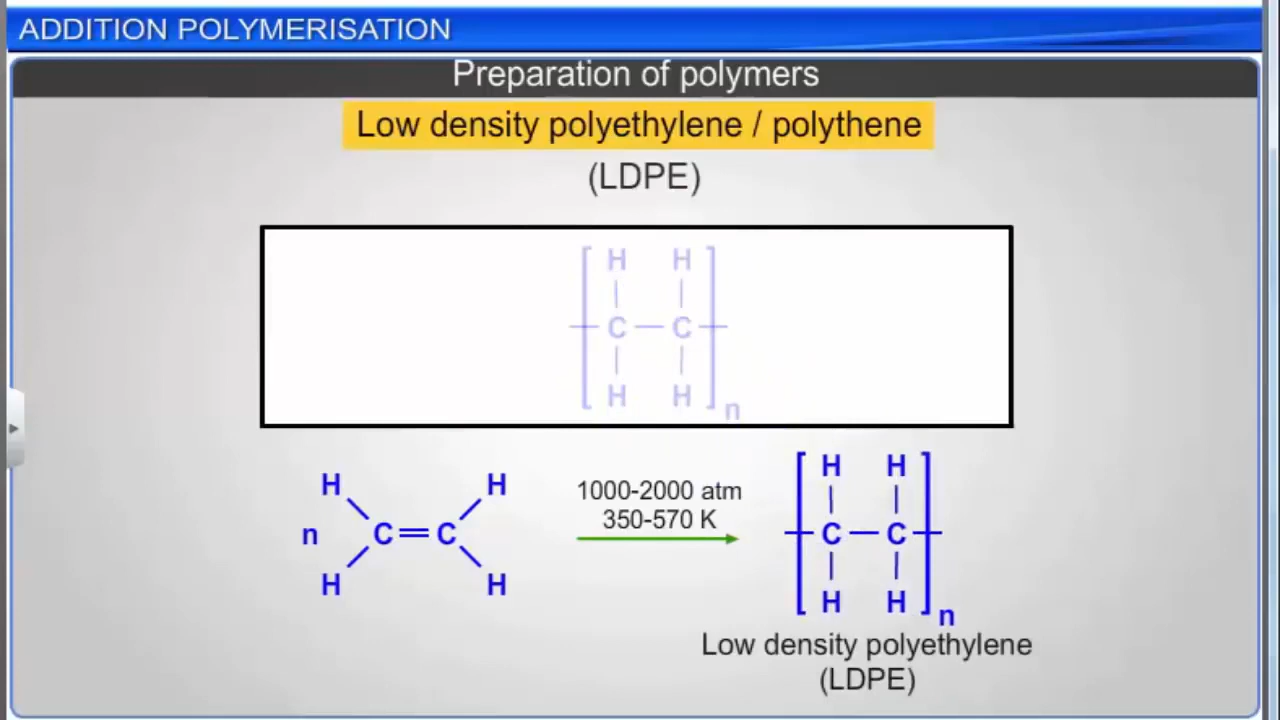 ADDITION POLYMERISATION
Preparation of polymers
Low density polyethylene / polythene
(LDPE)
H H
C C
H H
n
H H
n C=C
H H
1000-2000 atm
350-570 K
H H
C C
H H
n
Low density polyethylene
(LDPE)